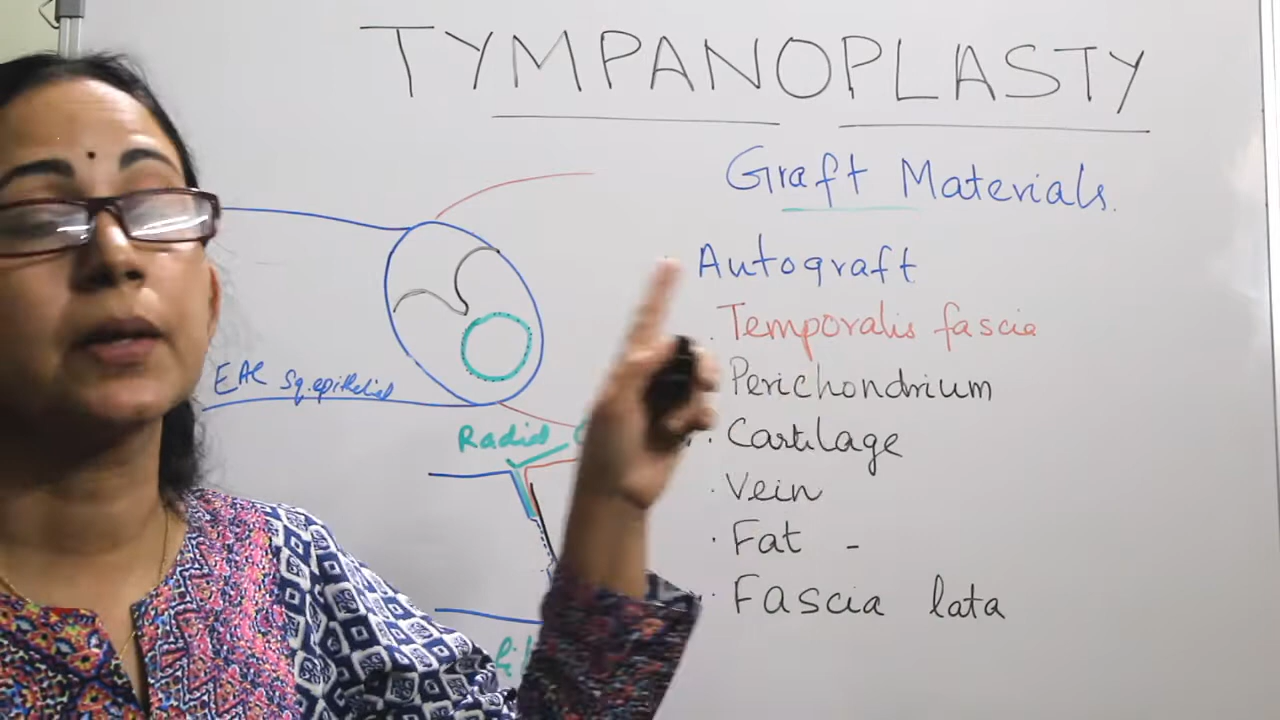 TYMPANOPLASTY
Graft Materials.
Autograft
. Temporalis fascia
. Perichondrium
. Cartilage
. Vein
. Fat -
. Fascia lata
EAC Sq. epithelial
Radial